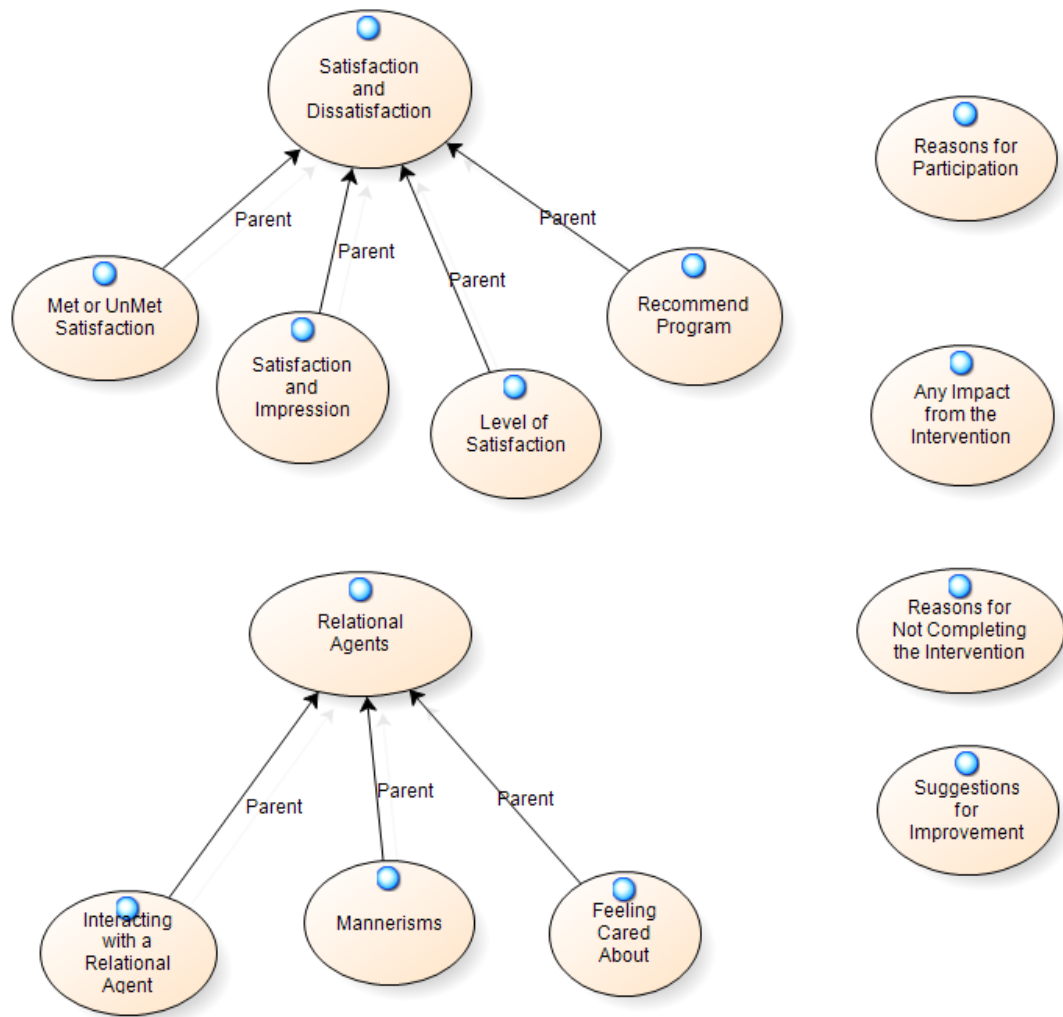 Satisfaction
and
Dissatisfaction
Reasons for
Participation
Parent
Parent
Parent
Parent
Met or UnMet
Satisfaction
Satisfaction
and
Impression
Level of
Satisfaction
Recommend
Program
Any Impact
from the
Intervention
Relational
Agents
Reasons for
Not Completing
the Intervention
Parent
Parent
Parent
Suggestions
for
Improvement
Interacting
with a
Relational
Agent
Mannerisms
Feeling
Cared
About